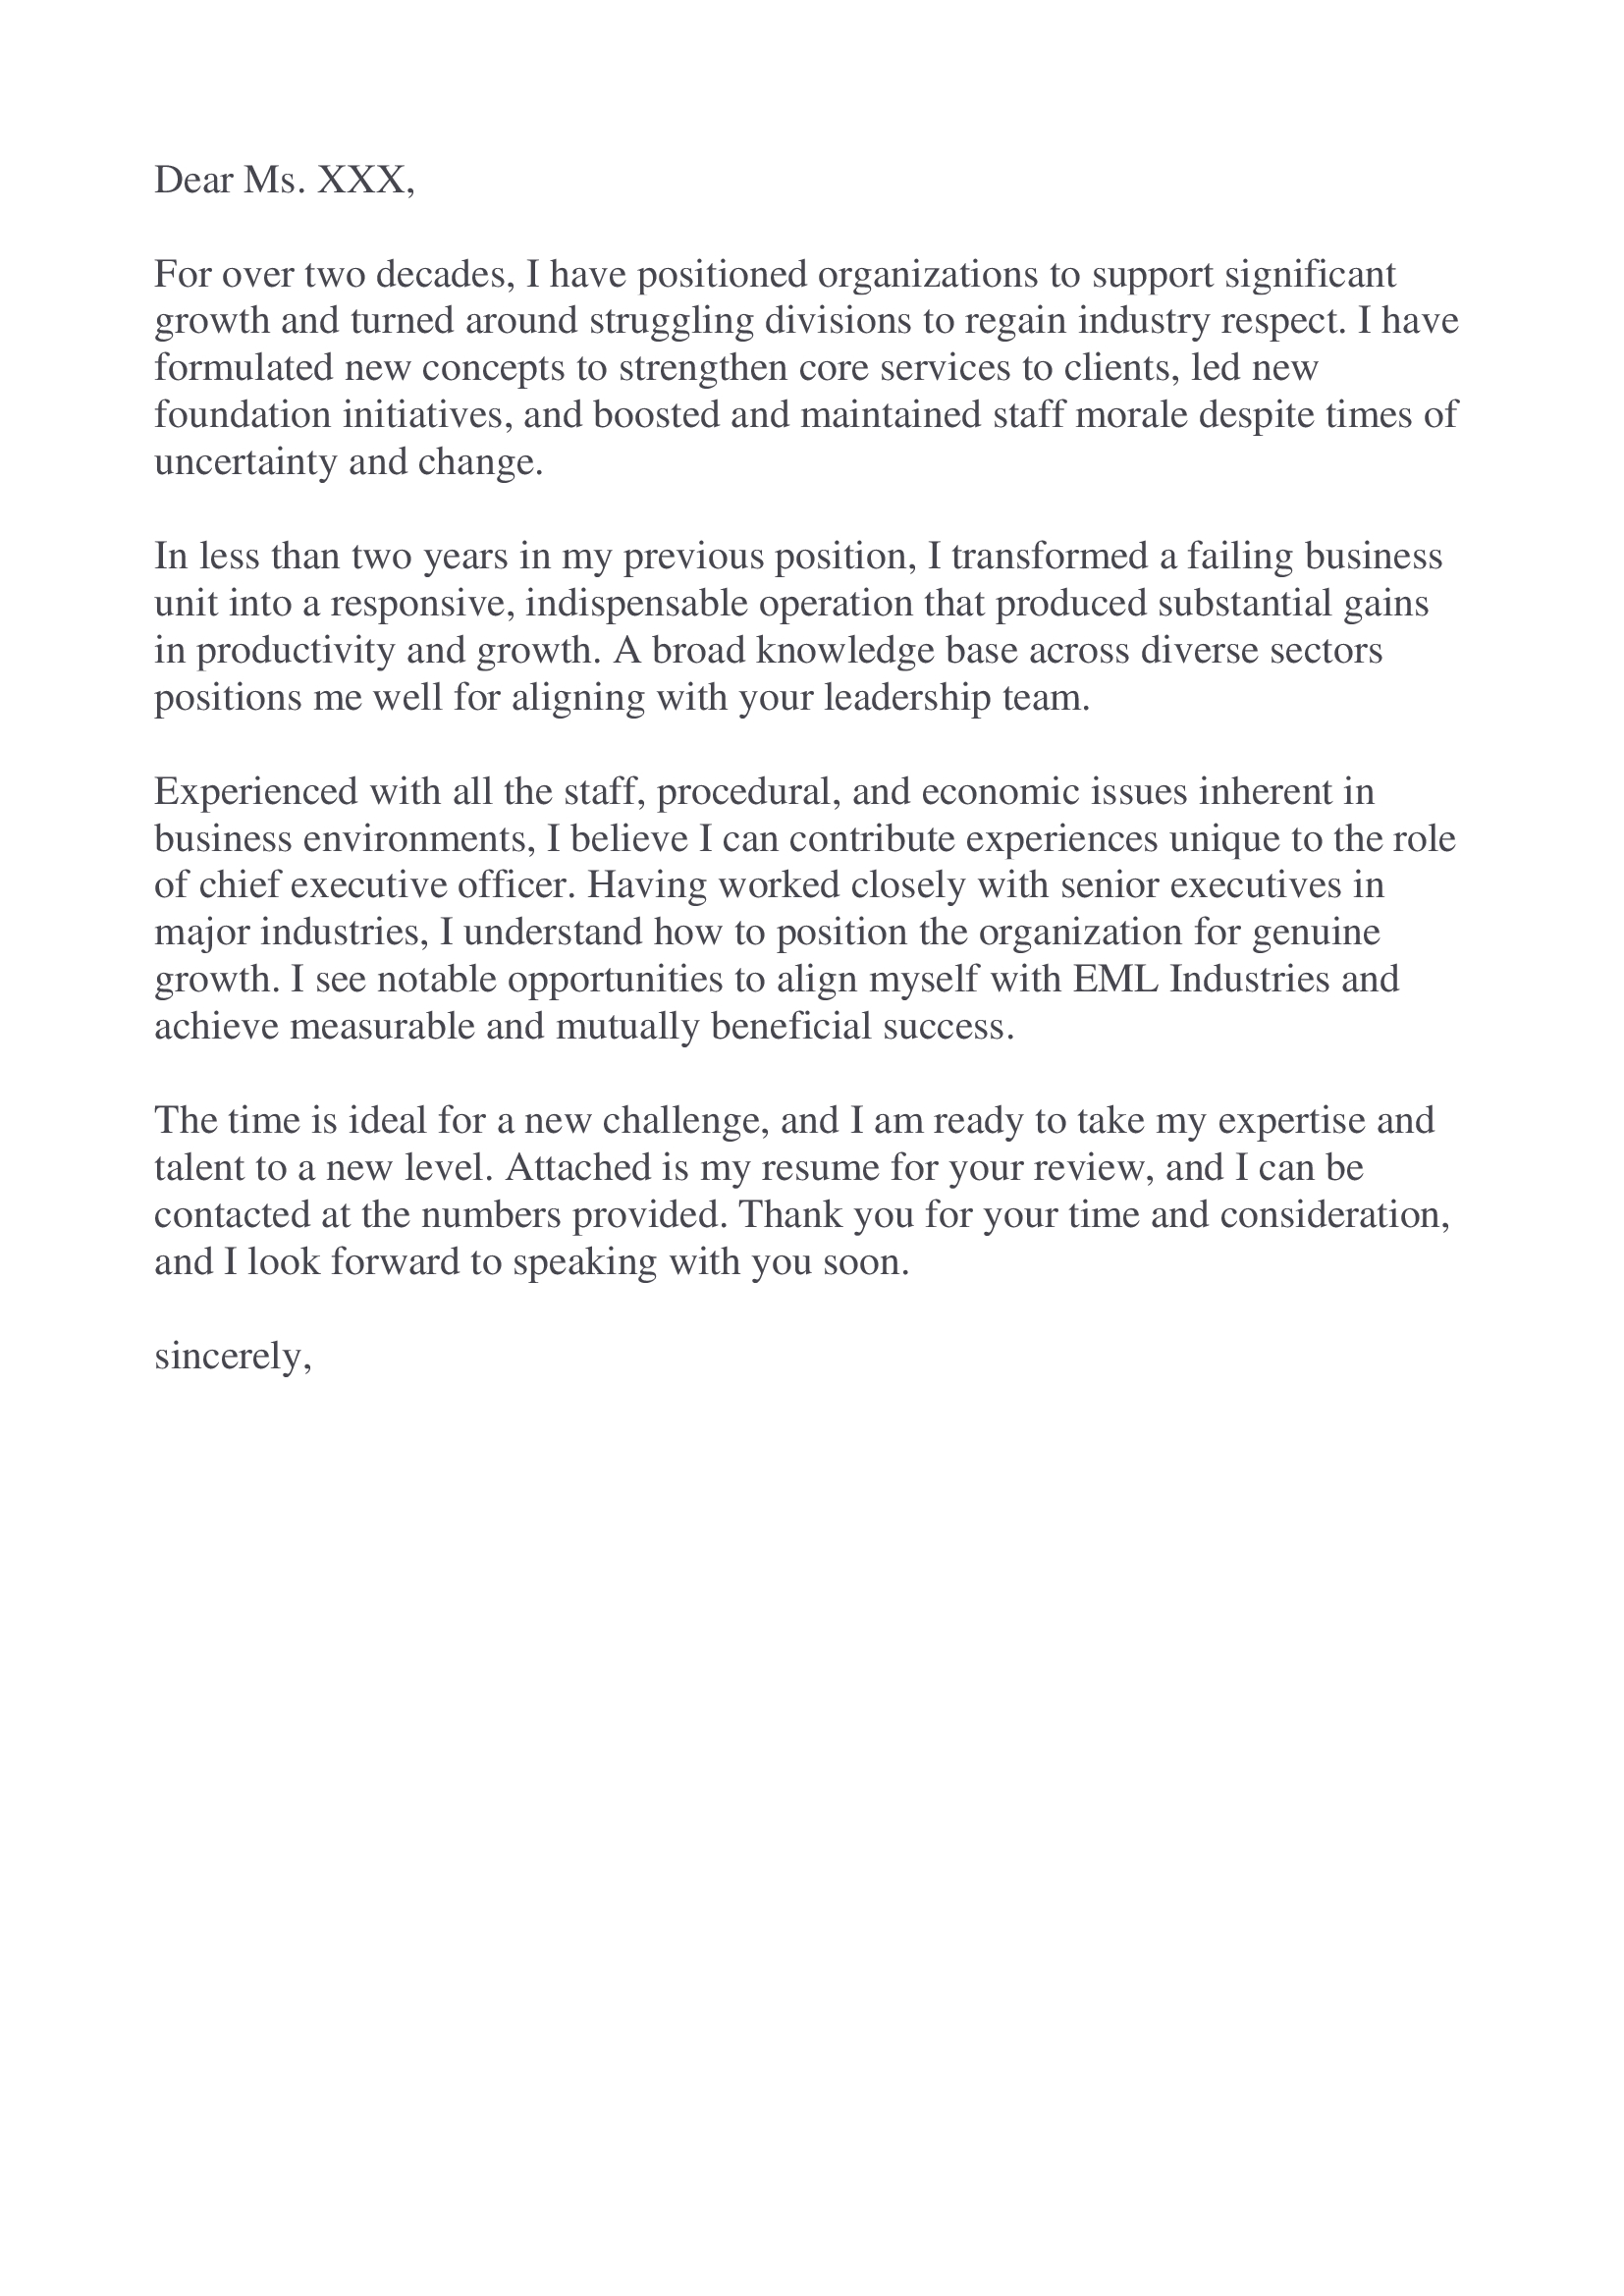 Dear Ms. XXX,
For over two decades, I have positioned organizations to support significant
growth and turned around struggling divisions to regain industry respect. I have
formulated new concepts to strengthen core services to clients, led new
foundation initiatives, and boosted and maintained staff morale despite times of
uncertainty and change.
In less than two years in my previous position, I transformed a failing business
unit into a responsive, indispensable operation that produced substantial gains
in productivity and growth. A broad knowledge base across diverse sectors
positions me well for aligning with your leadership team.
Experienced with all the staff, procedural, and economic issues inherent in
business environments, I believe I can contribute experiences unique to the role
of chief executive officer. Having worked closely with senior executives in
major industries, I understand how to position the organization for genuine
growth. I see notable opportunities to align myself with EML Industries and
achieve measurable and mutually beneficial success.
The time is ideal for a new challenge, and I am ready to take my expertise and
talent to a new level. Attached is my resume for your review, and I can be
contacted at the numbers provided. Thank you for your time and consideration,
and I look forward to speaking with you soon.
sincerely,